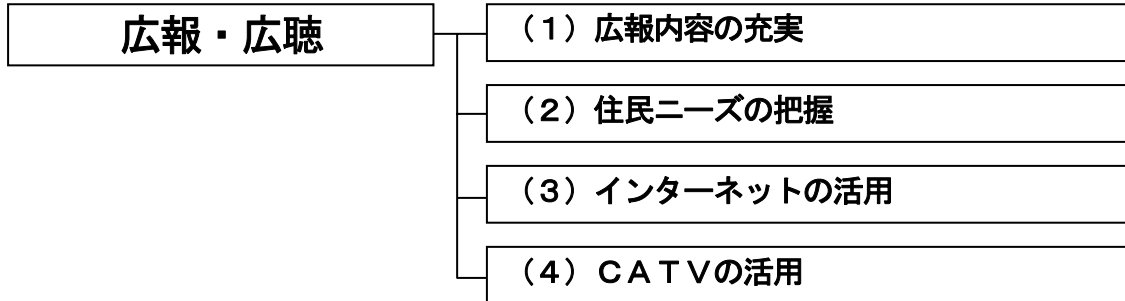 広報・広聴
（１）広報内容の充実
（２）住民ニーズの把握
（３）インターネットの活用
（４）ＣＡＴＶの活用